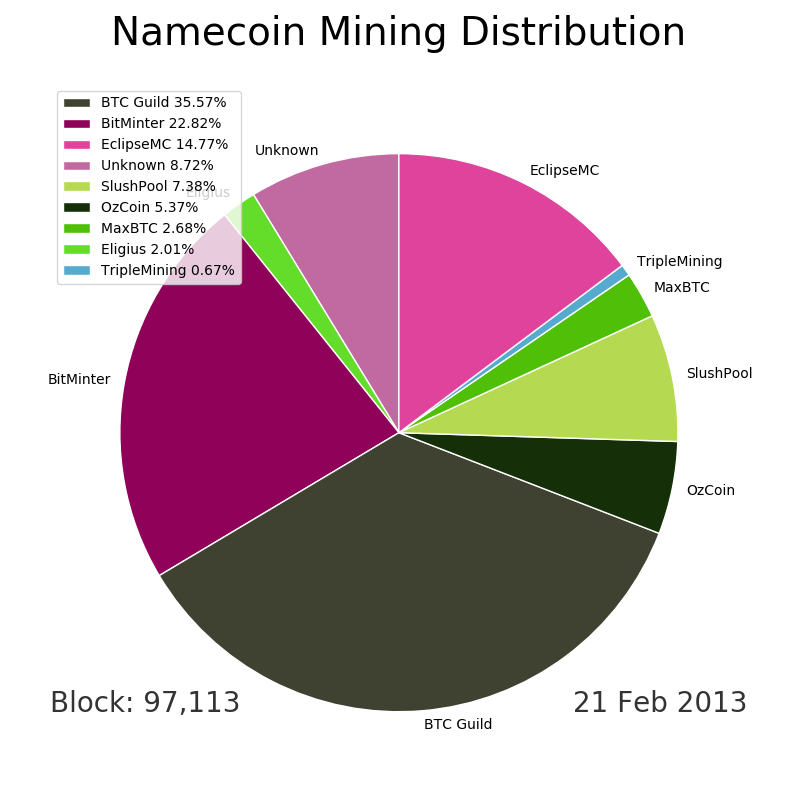 Namecoin Mining Distribution
BTC Guild 35.57%
BitMinter 22.82%
EclipseMC 14.77%
Unknown 8.72%
SlushPool 7.38%
OzCoin 5.37%
MaxBTC 2.68%
Eligius 2.01%
TripleMining 0.67%
Unknown
Eligius
EclipseMC
TripleMining
MaxBTC
SlushPool
BitMinter
OzCoin
BTC Guild
Block: 97,113
21 Feb 2013